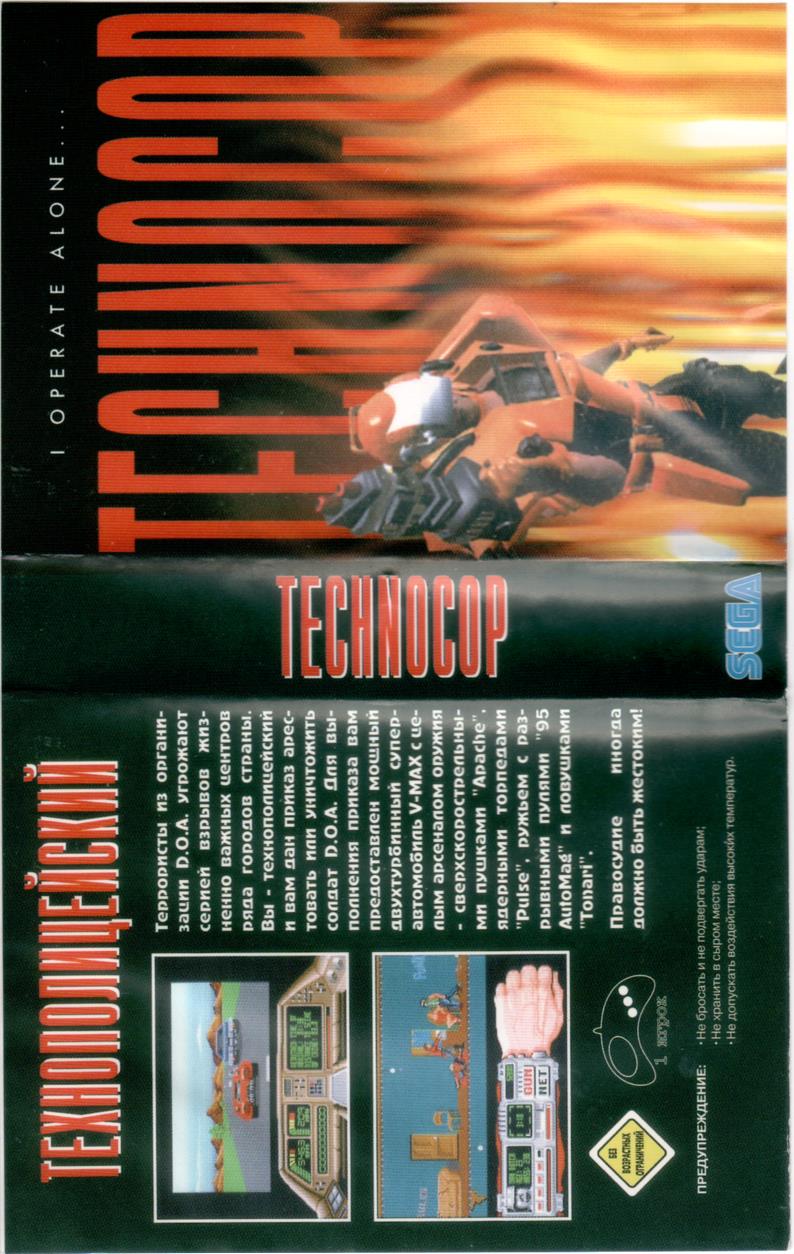 I OPERATE ALONE...
TECHNOCOP
TECHNOCOP
SEGA
ТЕХНОПОЛИЦЕЙСКИЙ
Террористы из органи-
зации D.O.A. угрожают
серией взрывов жиз-
ненно важных центров
ряда городов страны.
Вы - технополицейский
и вам дан приказ арес-
товать или уничтожить
солдат D.O.A. Для вы-
полнения приказа вам
предоставлен мощный
двухтурбинный супер-
автомобиль V-MAX с це-
лым арсеналом оружия
- сверхскорострельны-
ми пушками "Apache",
ядерными торпедами
"Pulse", ружьем с раз-
рывными пулями "95
AutoMag" и ловушками
"Tonari".
Правосудие иногда
должно быть жестоким!
GUN
NET
БЕЗ
ВОЗРАСТНЫХ
ОГРАНИЧЕНИЙ
1 игрок
ПРЕДУПРЕЖДЕНИЕ:
• Не бросать и не подвергать ударам;
• Не хранить в сыром месте;
• Не допускать воздействия высоких температур.